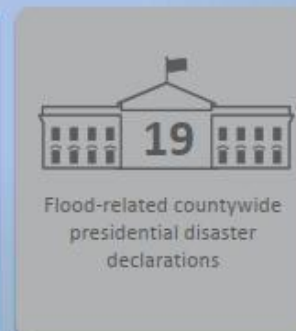 19
Flood-related countywide
presidential disaster
declarations